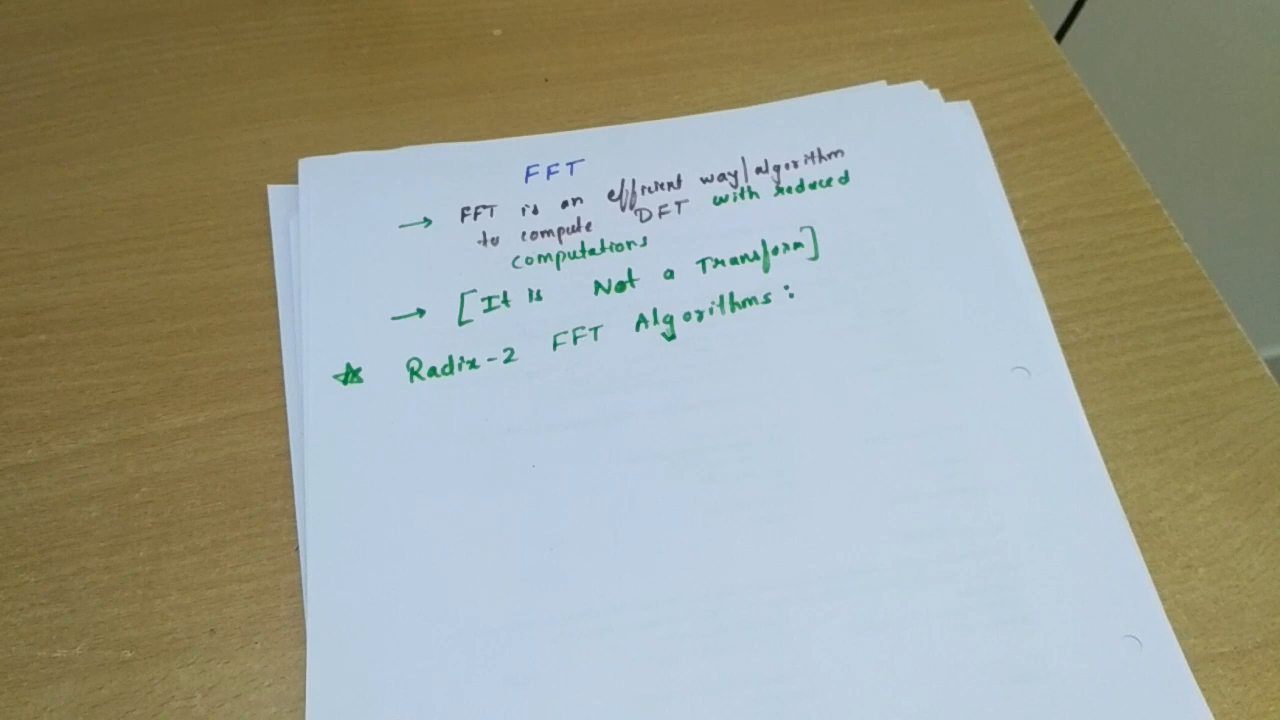 FFT
→ FFT is an efficient way/algorithm
to compute DFT with reduced
computations
→ [It is Not a Transform]
☆ Radix-2 FFT Algorithms: